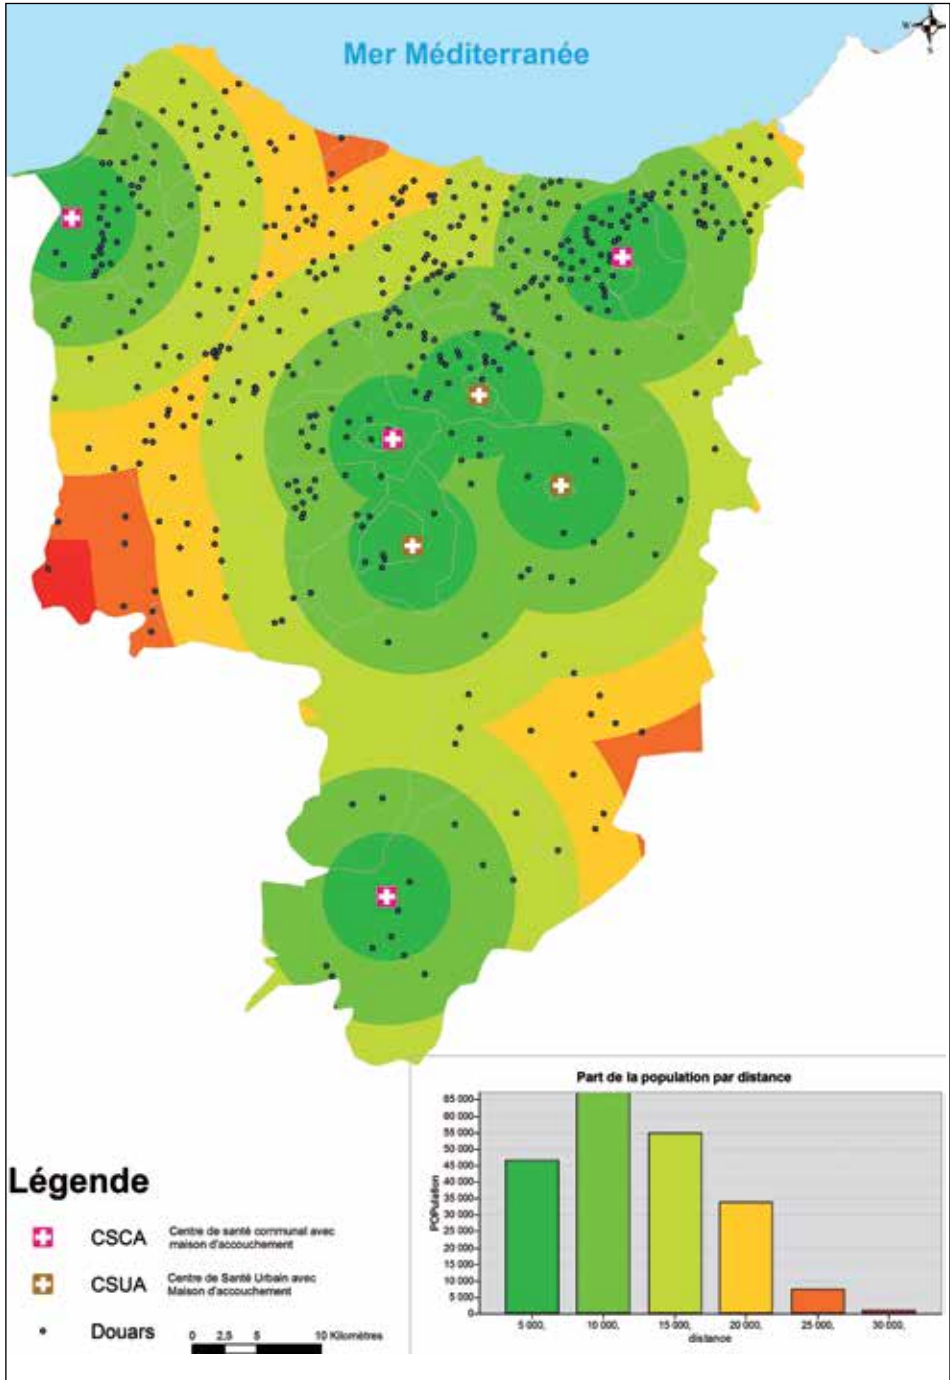 Mer Méditerranée
W
S
Part de la population par distance
65 000
60 000
55 000
50 000
45 000
40 000
35 000
30 000
25 000
20 000
15 000
10 000
5 000
0
POPulation
5 000,
10 000,
15 000,
20 000,
25 000,
30 000,
distance
Légende
CSCA
Centre de santé communal avec
maison d'accouchement
CSUA
Centre de Santé Urbain avec
Maison d'accouchement
Douars
0 2,5 5 10 Kilomètres